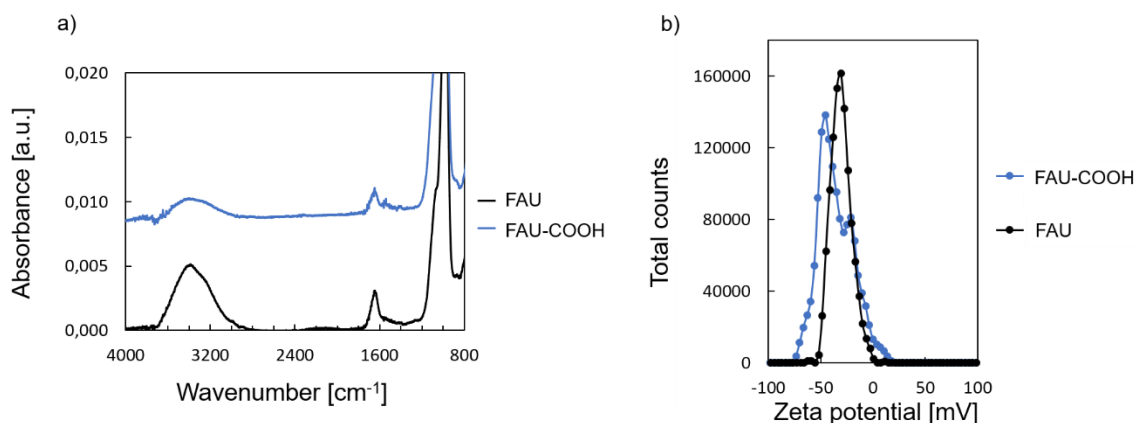 a)
0,020
0,015
0,010
0,005
0,000
4000 3200 2400 1600 800
Absorbance [a.u.]
Wavenumber [cm-1]
FAU
FAU-COOH
b)
160000
120000
80000
40000
0
-100 -50 0 50 100
Total counts
Zeta potential [mV]
FAU-COOH
FAU